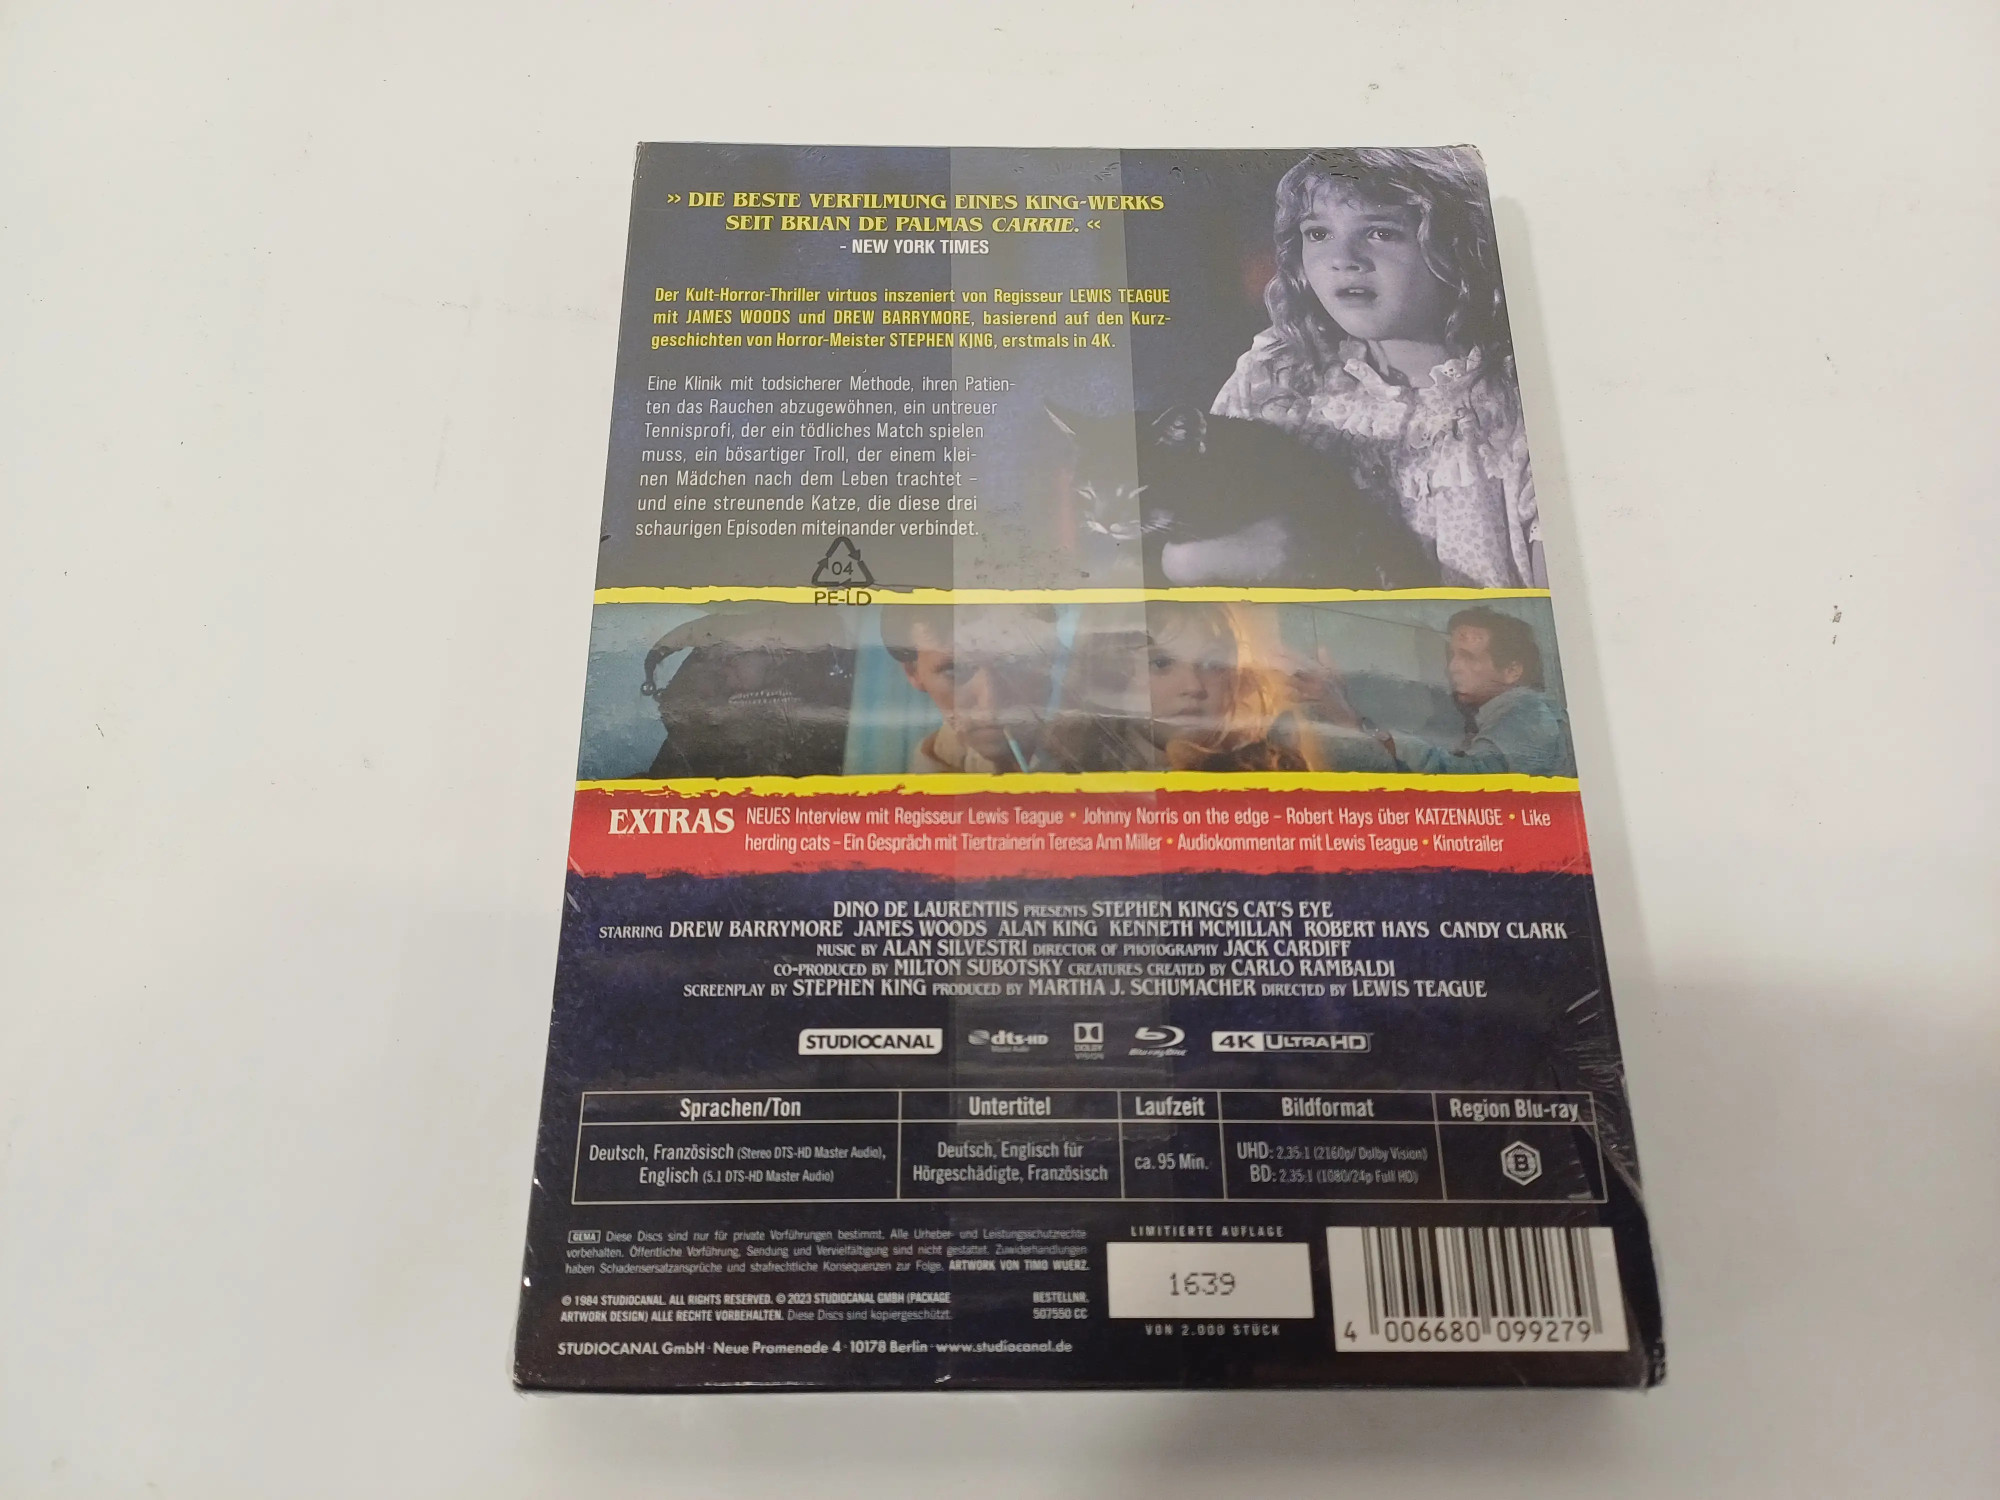 » DIE BESTE VERFILMUNG EINES KING-WERKS
SEIT BRIAN DE PALMAS CARRIE. «
- NEW YORK TIMES
Der Kult-Horror-Thriller virtuos inszeniert von Regisseur LEWIS TEAGUE
mit JAMES WOODS und DREW BARRYMORE, basierend auf den Kurz-
geschichten von Horror-Meister STEPHEN KING, erstmals in 4K.
Eine Klinik mit todsicherer Methode, ihren Patien-
ten das Rauchen abzugewöhnen, ein untreuer
Tennisprofi, der ein tödliches Match spielen
muss, ein bösartiger Troll, der einem klei-
nen Mädchen nach dem Leben trachtet –
und eine streunende Katze, die diese drei
schaurigen Episoden miteinander verbindet.
04
PE-LD
EXTRAS NEUES Interview mit Regisseur Lewis Teague • Johnny Norris on the edge – Robert Hays über KATZENAUGE • Like
herding cats – Ein Gespräch mit Tiertrainerin Teresa Ann Miller • Audiokommentar mit Lewis Teague • Kinotrailer
DINO DE LAURENTIIS PRESENTS STEPHEN KING'S CAT'S EYE
STARRING DREW BARRYMORE JAMES WOODS ALAN KING KENNETH MCMILLAN ROBERT HAYS CANDY CLARK
MUSIC BY ALAN SILVESTRI DIRECTOR OF PHOTOGRAPHY JACK CARDIFF
CO-PRODUCED BY MILTON SUBOTSKY CREATURES CREATED BY CARLO RAMBALDI
SCREENPLAY BY STEPHEN KING PRODUCED BY MARTHA J. SCHUMACHER DIRECTED BY LEWIS TEAGUE
STUDIOCANAL dts-HD Master Audio DOLBY VISION Blu-ray Disc 4K ULTRA HD
Sprachen/Ton Untertitel Laufzeit Bildformat Region Blu-ray
Deutsch, Französisch (Stereo DTS-HD Master Audio), Deutsch, Englisch für ca. 95 Min. UHD: 2.35:1 (2160p/ Dolby Vision) B
Englisch (5.1 DTS-HD Master Audio) Hörgeschädigte, Französisch BD: 2.35:1 (1080/24p Full HD)
GEMA Diese Discs sind nur für private Vorführungen bestimmt. Alle Urheber- und Leistungsschutzrechte
vorbehalten. Öffentliche Vorführung, Sendung und Vervielfältigung sind nicht gestattet. Zuwiderhandlungen
haben Schadensersatzansprüche und strafrechtliche Konsequenzen zur Folge. ARTWORK VON TIMO WUERZ.
© 1984 STUDIOCANAL. ALL RIGHTS RESERVED. © 2023 STUDIOCANAL GMBH (PACKAGE
ARTWORK DESIGN) ALLE RECHTE VORBEHALTEN. Diese Discs sind kopiergeschützt.
BESTELLNR.
507550 CC
STUDIOCANAL GmbH · Neue Promenade 4 · 10178 Berlin · www.studiocanal.de
LIMITIERTE AUFLAGE
1639
VON 2.000 STÜCK
4 006680 099279